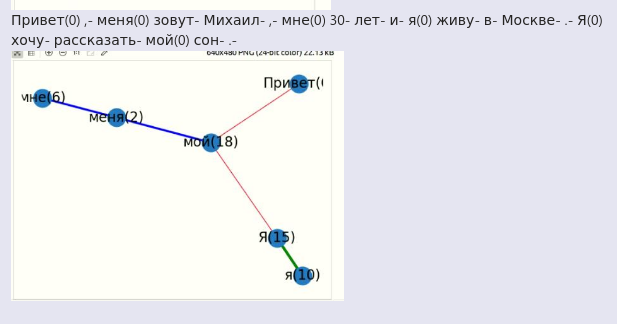 Привет(0) ,- меня(0) зовут- Михаил- ,- мне(0) 30- лет- и- я(0) живу- в- Москве- .- Я(0)
хочу- рассказать- мой(0) сон- .-
640x480 PNG (24-bit color) 22.13 kB
Привет(
мне(6)
меня(2)
мой(18)
Я(15)
я(10)